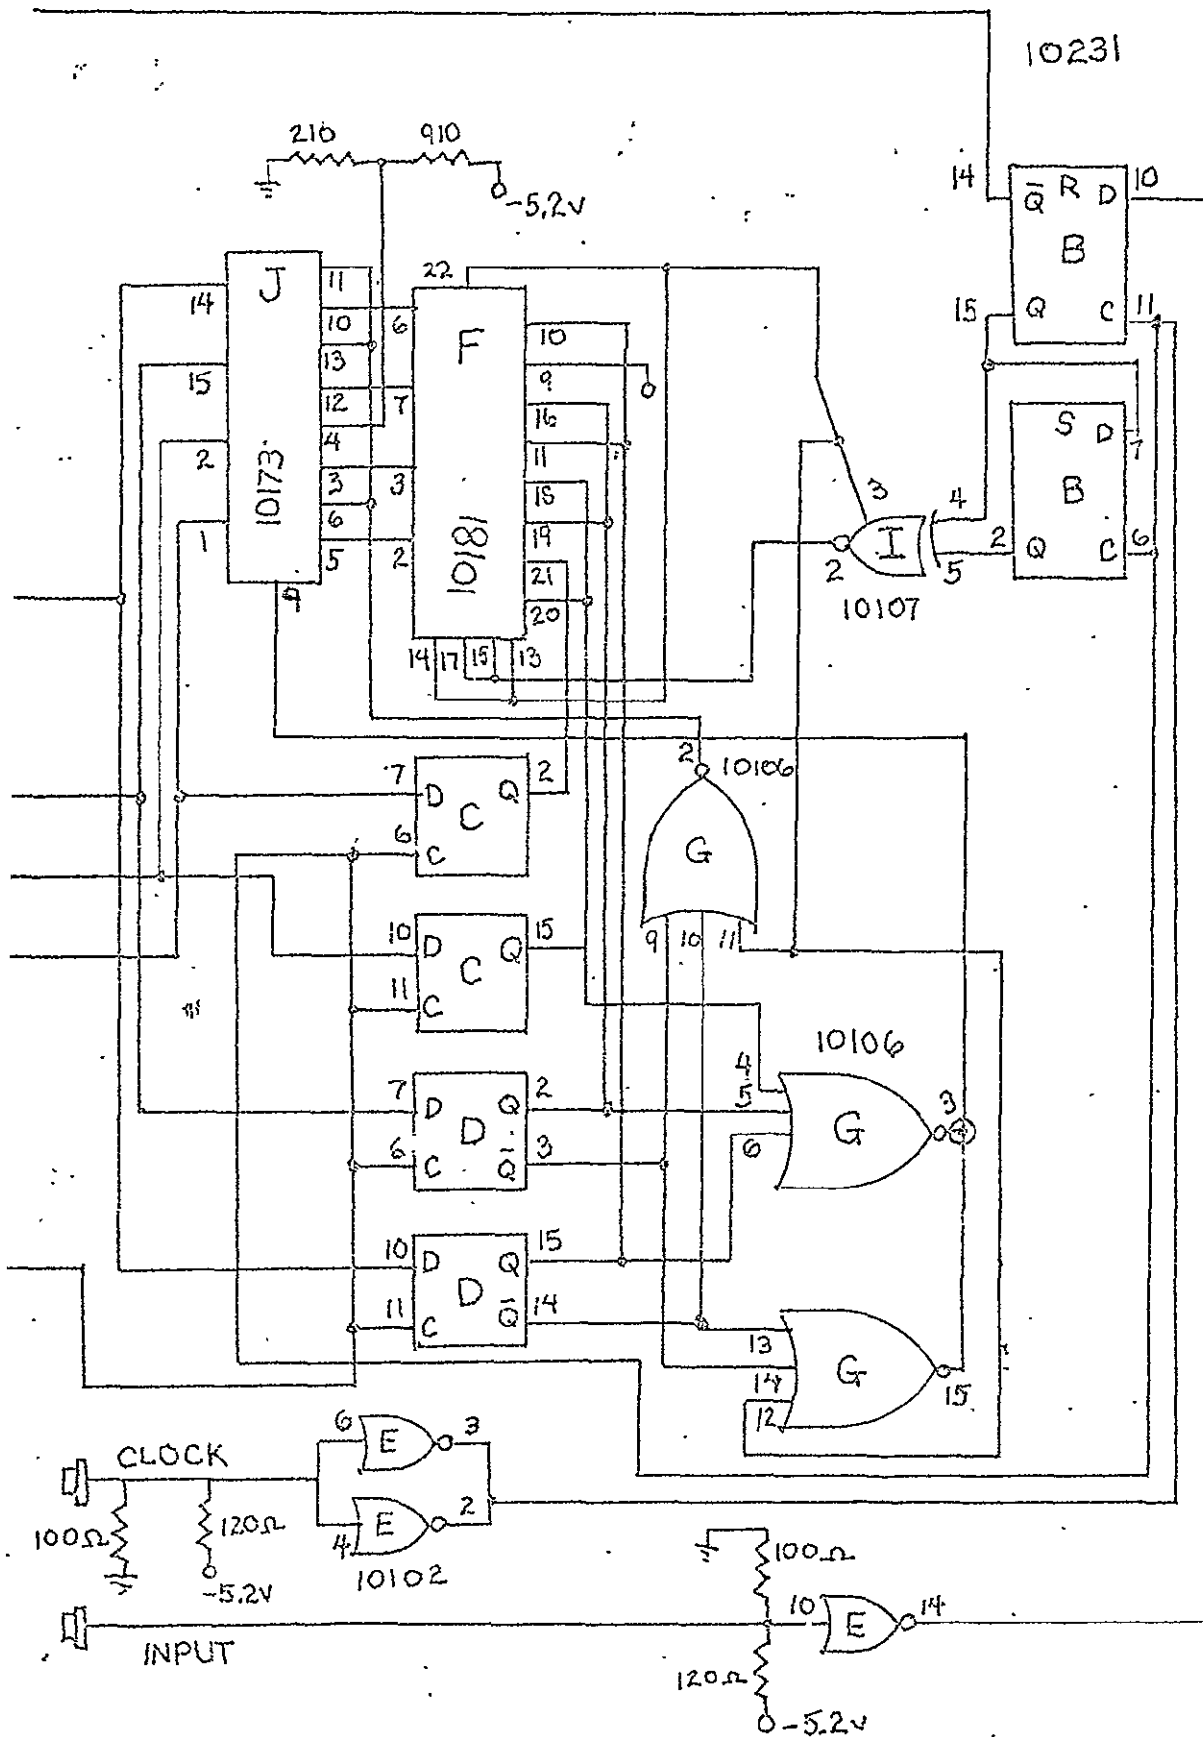 10231
210 910
-5.2V
14 Q̅ R D 10
B
15 Q C 11
S D 7
B
2 Q C 6
J
10173
14
15
2
1
11
10
13
12
4
3
6
5
9
22
F
10181
6
7
3
2
10
9
16
11
18
19
21
20
14 17 15 13
3
4
I
2
5
10107
2 10106
G
9 10 11
7 D Q 2
C
6 C
10 D Q 15
C
11 C
7 D Q 2
D
6 C Q̅ 3
10 D Q 15
D
11 C Q̅ 14
10106
4
5
6
G
3
13
14
12
G
15
CLOCK
6 E 3
4 E 2
10102
100Ω
120Ω
-5.2V
INPUT
100Ω
10 E 14
120Ω
-5.2V